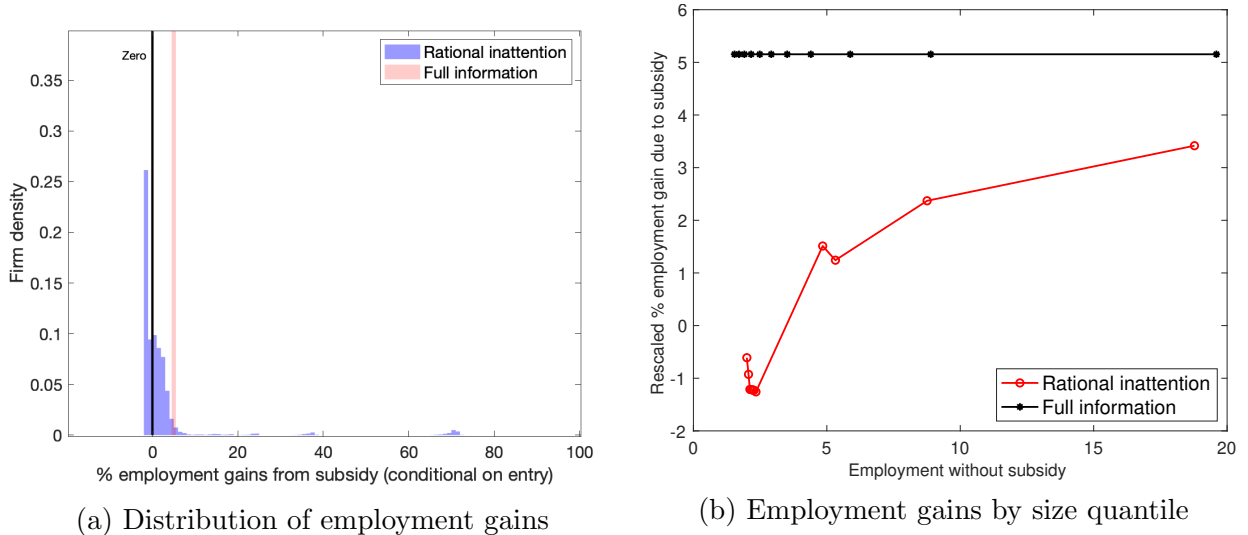 Zero
Rational inattention
Full information
0.35
0.3
0.25
0.2
0.15
0.1
0.05
0
Firm density
0 20 40 60 80 100
% employment gains from subsidy (conditional on entry)
(a) Distribution of employment gains
6
5
4
3
2
1
0
-1
-2
Rescaled % employment gain due to subsidy
Rational inattention
Full information
0 5 10 15 20
Employment without subsidy
(b) Employment gains by size quantile